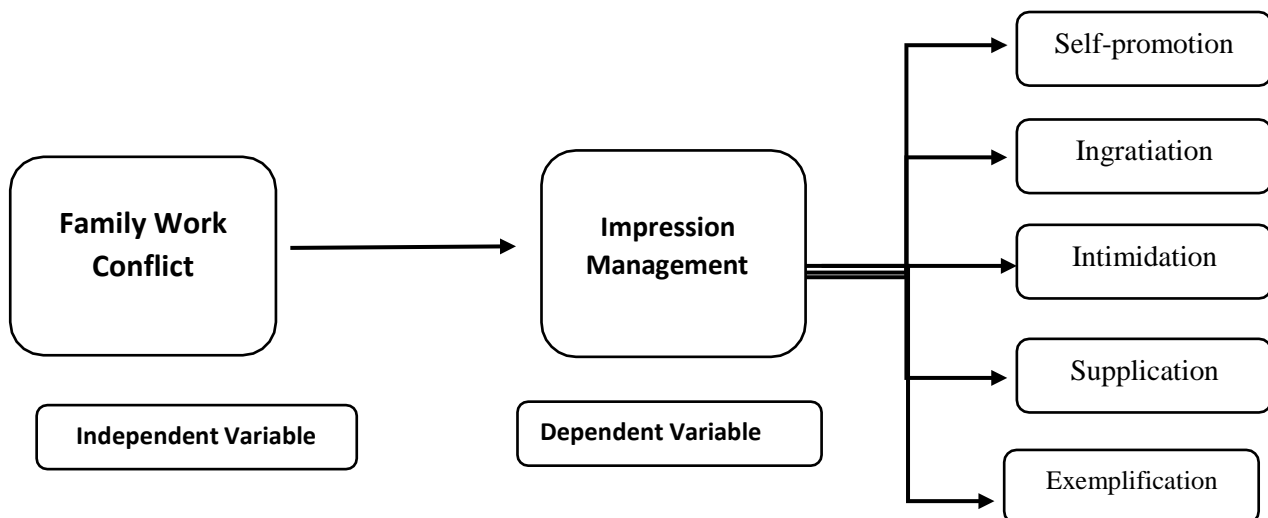 Self-promotion
Ingratiation
Family Work
Conflict
Impression
Management
Intimidation
Supplication
Independent Variable
Dependent Variable
Exemplification